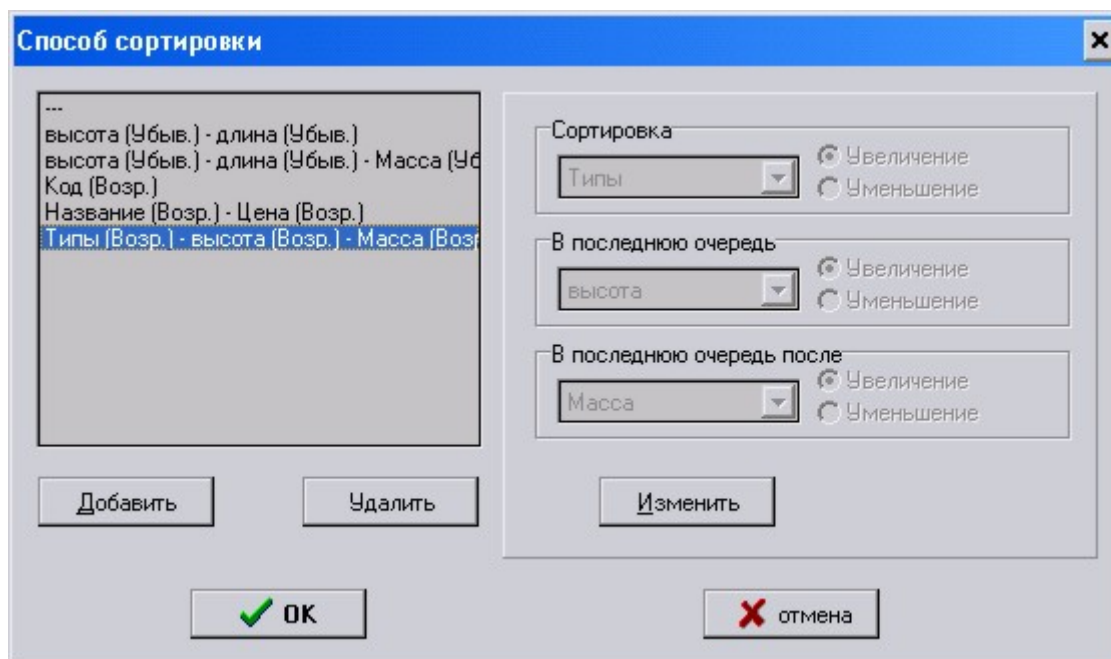 Способ сортировки
---
высота (Убыв.) - длина (Убыв.)
высота (Убыв.) - длина (Убыв.) - Масса (Уб
Код (Возр.)
Название (Возр.) - Цена (Возр.)
Типы (Возр.) - высота (Возр.) - Масса (Воз
Добавить
Удалить
Сортировка
Типы
Увеличение
Уменьшение
В последнюю очередь
высота
Увеличение
Уменьшение
В последнюю очередь после
Масса
Увеличение
Уменьшение
Изменить
OK
отмена